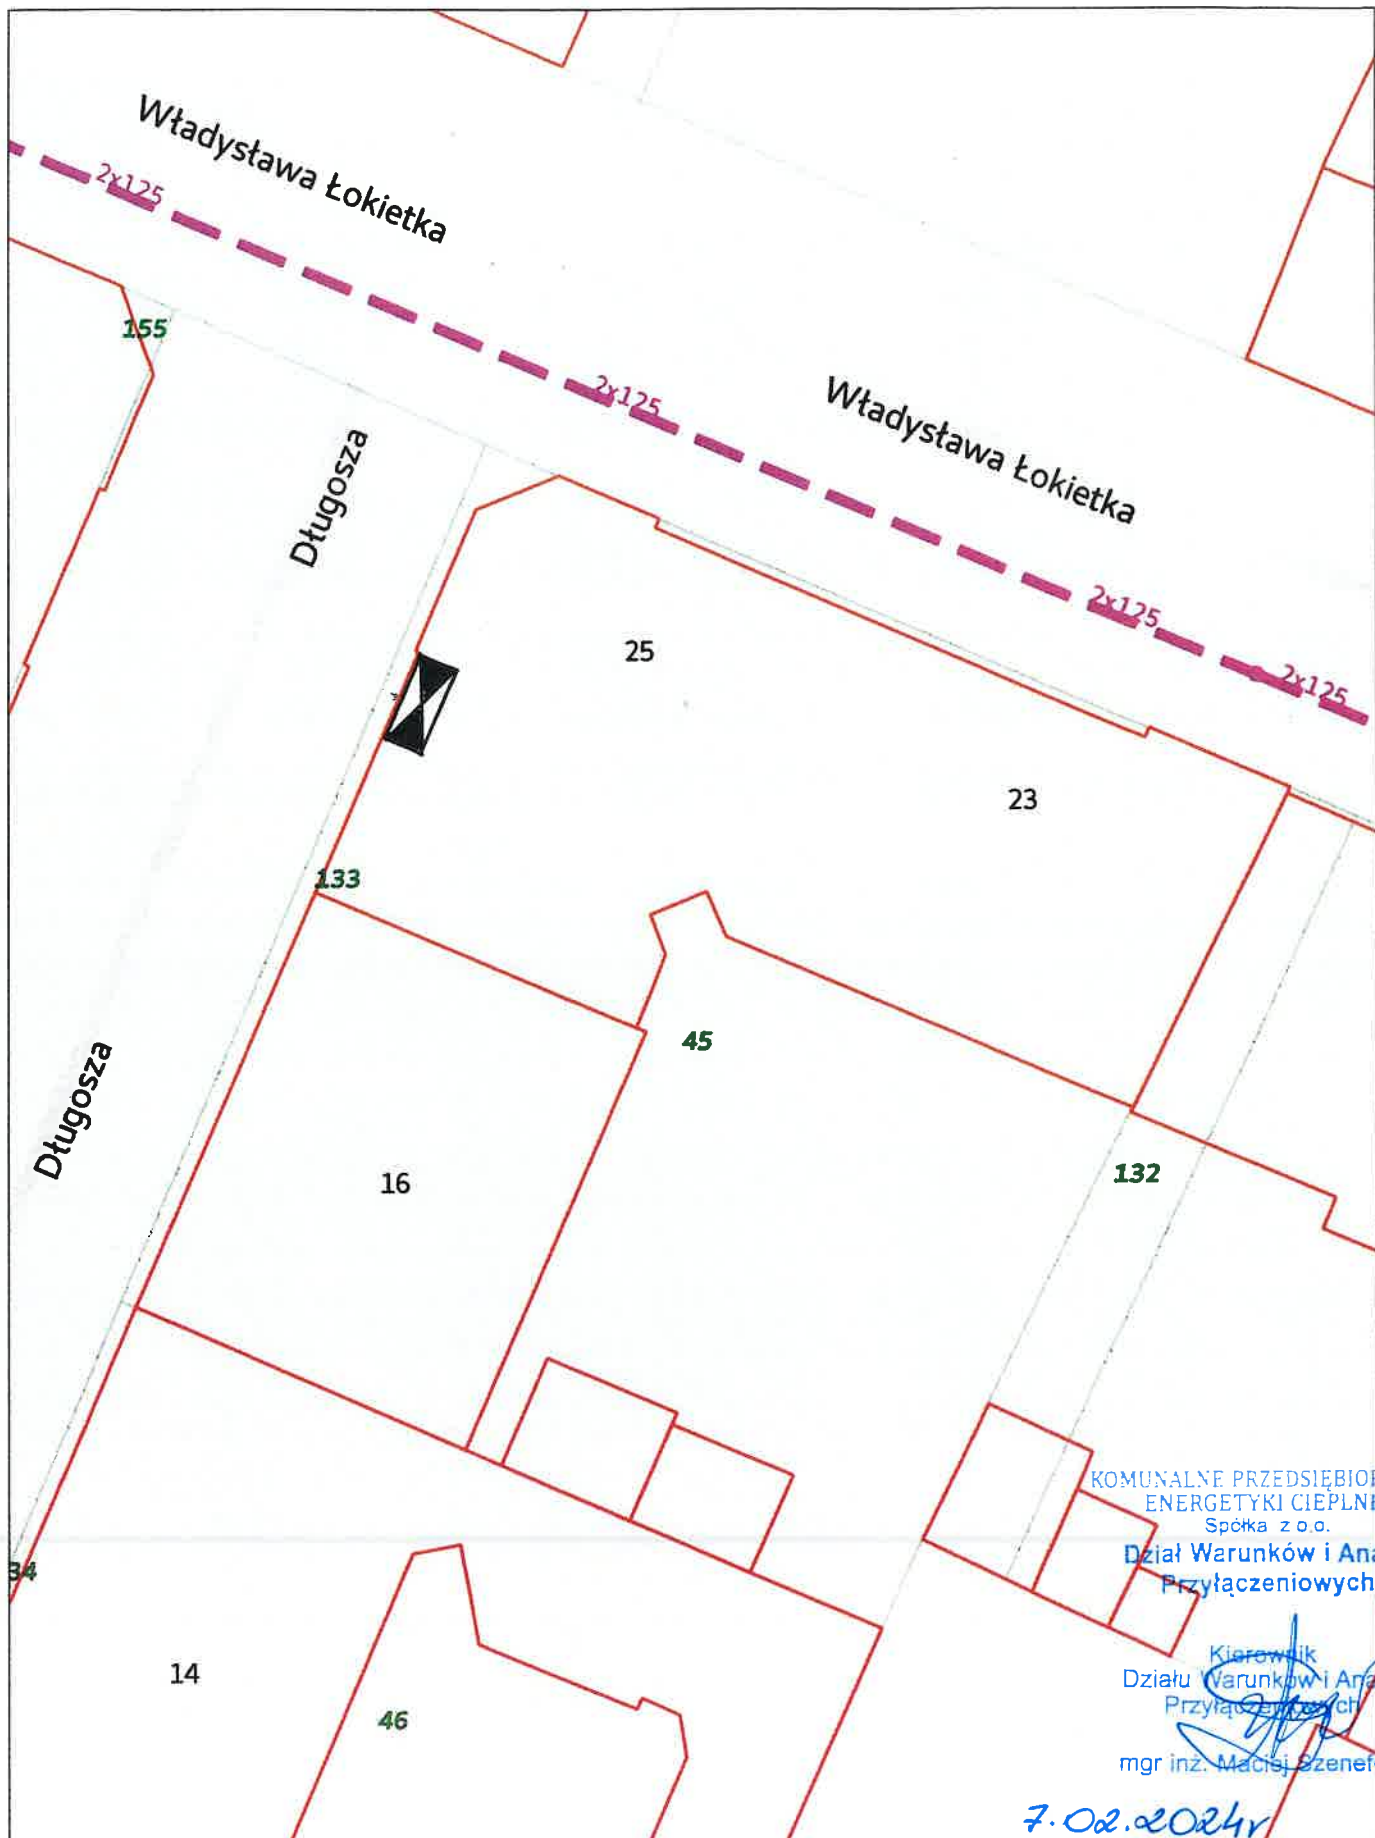 Władysława Łokietka
2x125
155
2x125
Władysława Łokietka
Długosza
2x125
25
2x125
23
133
45
Długosza
132
16
KOMUNALNE PRZEDSIĘBIO
ENERGETYKI CIEPLN
Spółka z o.o.
Dział Warunków i Ana
Przyłączeniowych
34
Kierownik
Działu Warunków i Ana
Przyłączeniowych
14
46
mgr inż. Maciej Szenef
7.02.2024r